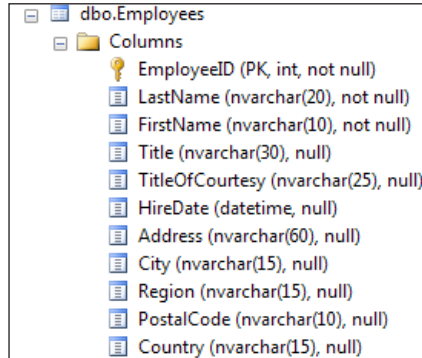 dbo.Employees
Columns
EmployeeID (PK, int, not null)
LastName (nvarchar(20), not null)
FirstName (nvarchar(10), not null)
Title (nvarchar(30), null)
TitleOfCourtesy (nvarchar(25), null)
HireDate (datetime, null)
Address (nvarchar(60), null)
City (nvarchar(15), null)
Region (nvarchar(15), null)
PostalCode (nvarchar(10), null)
Country (nvarchar(15), null)